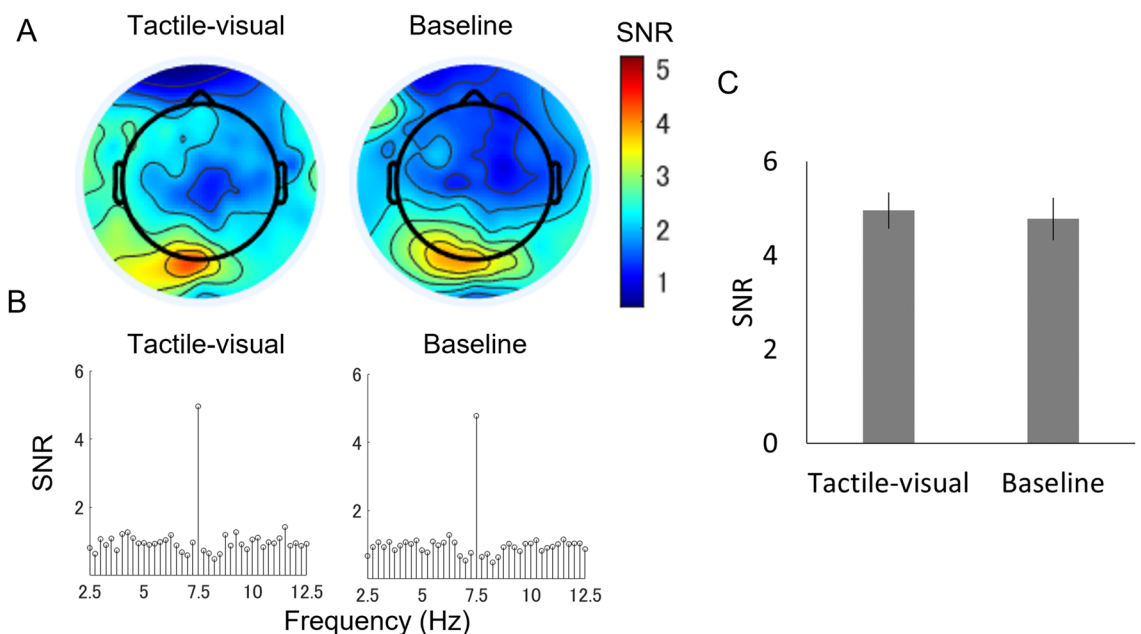 A
Tactile-visual
Baseline
SNR
5
4
3
2
1
B
Tactile-visual
Baseline
SNR
6
4
2
2.5 5 7.5 10 12.5
6
4
2
2.5 5 7.5 10 12.5
Frequency (Hz)
C
SNR
6
4
2
0
Tactile-visual Baseline